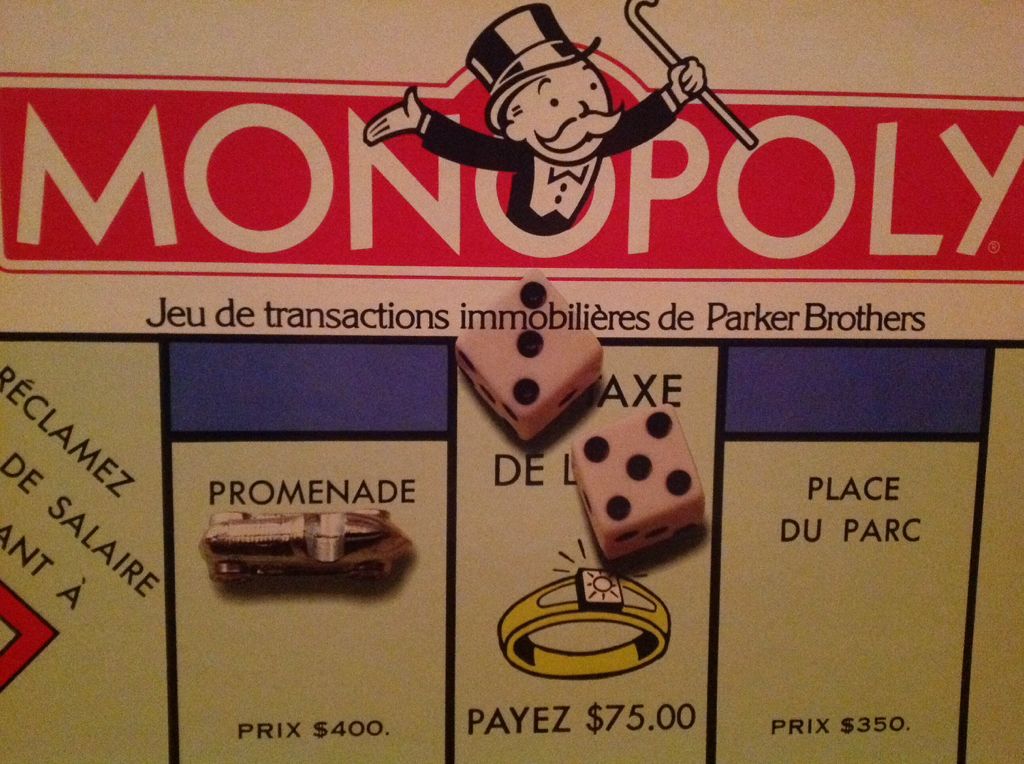 MONOPOLY
®
Jeu de transactions immobilières de Parker Brothers
RÉCLAMEZ
DE SALAIRE
ANT À
PROMENADE
PRIX $400.
AXE
DE L
PAYEZ $75.00
PLACE
DU PARC
PRIX $350.